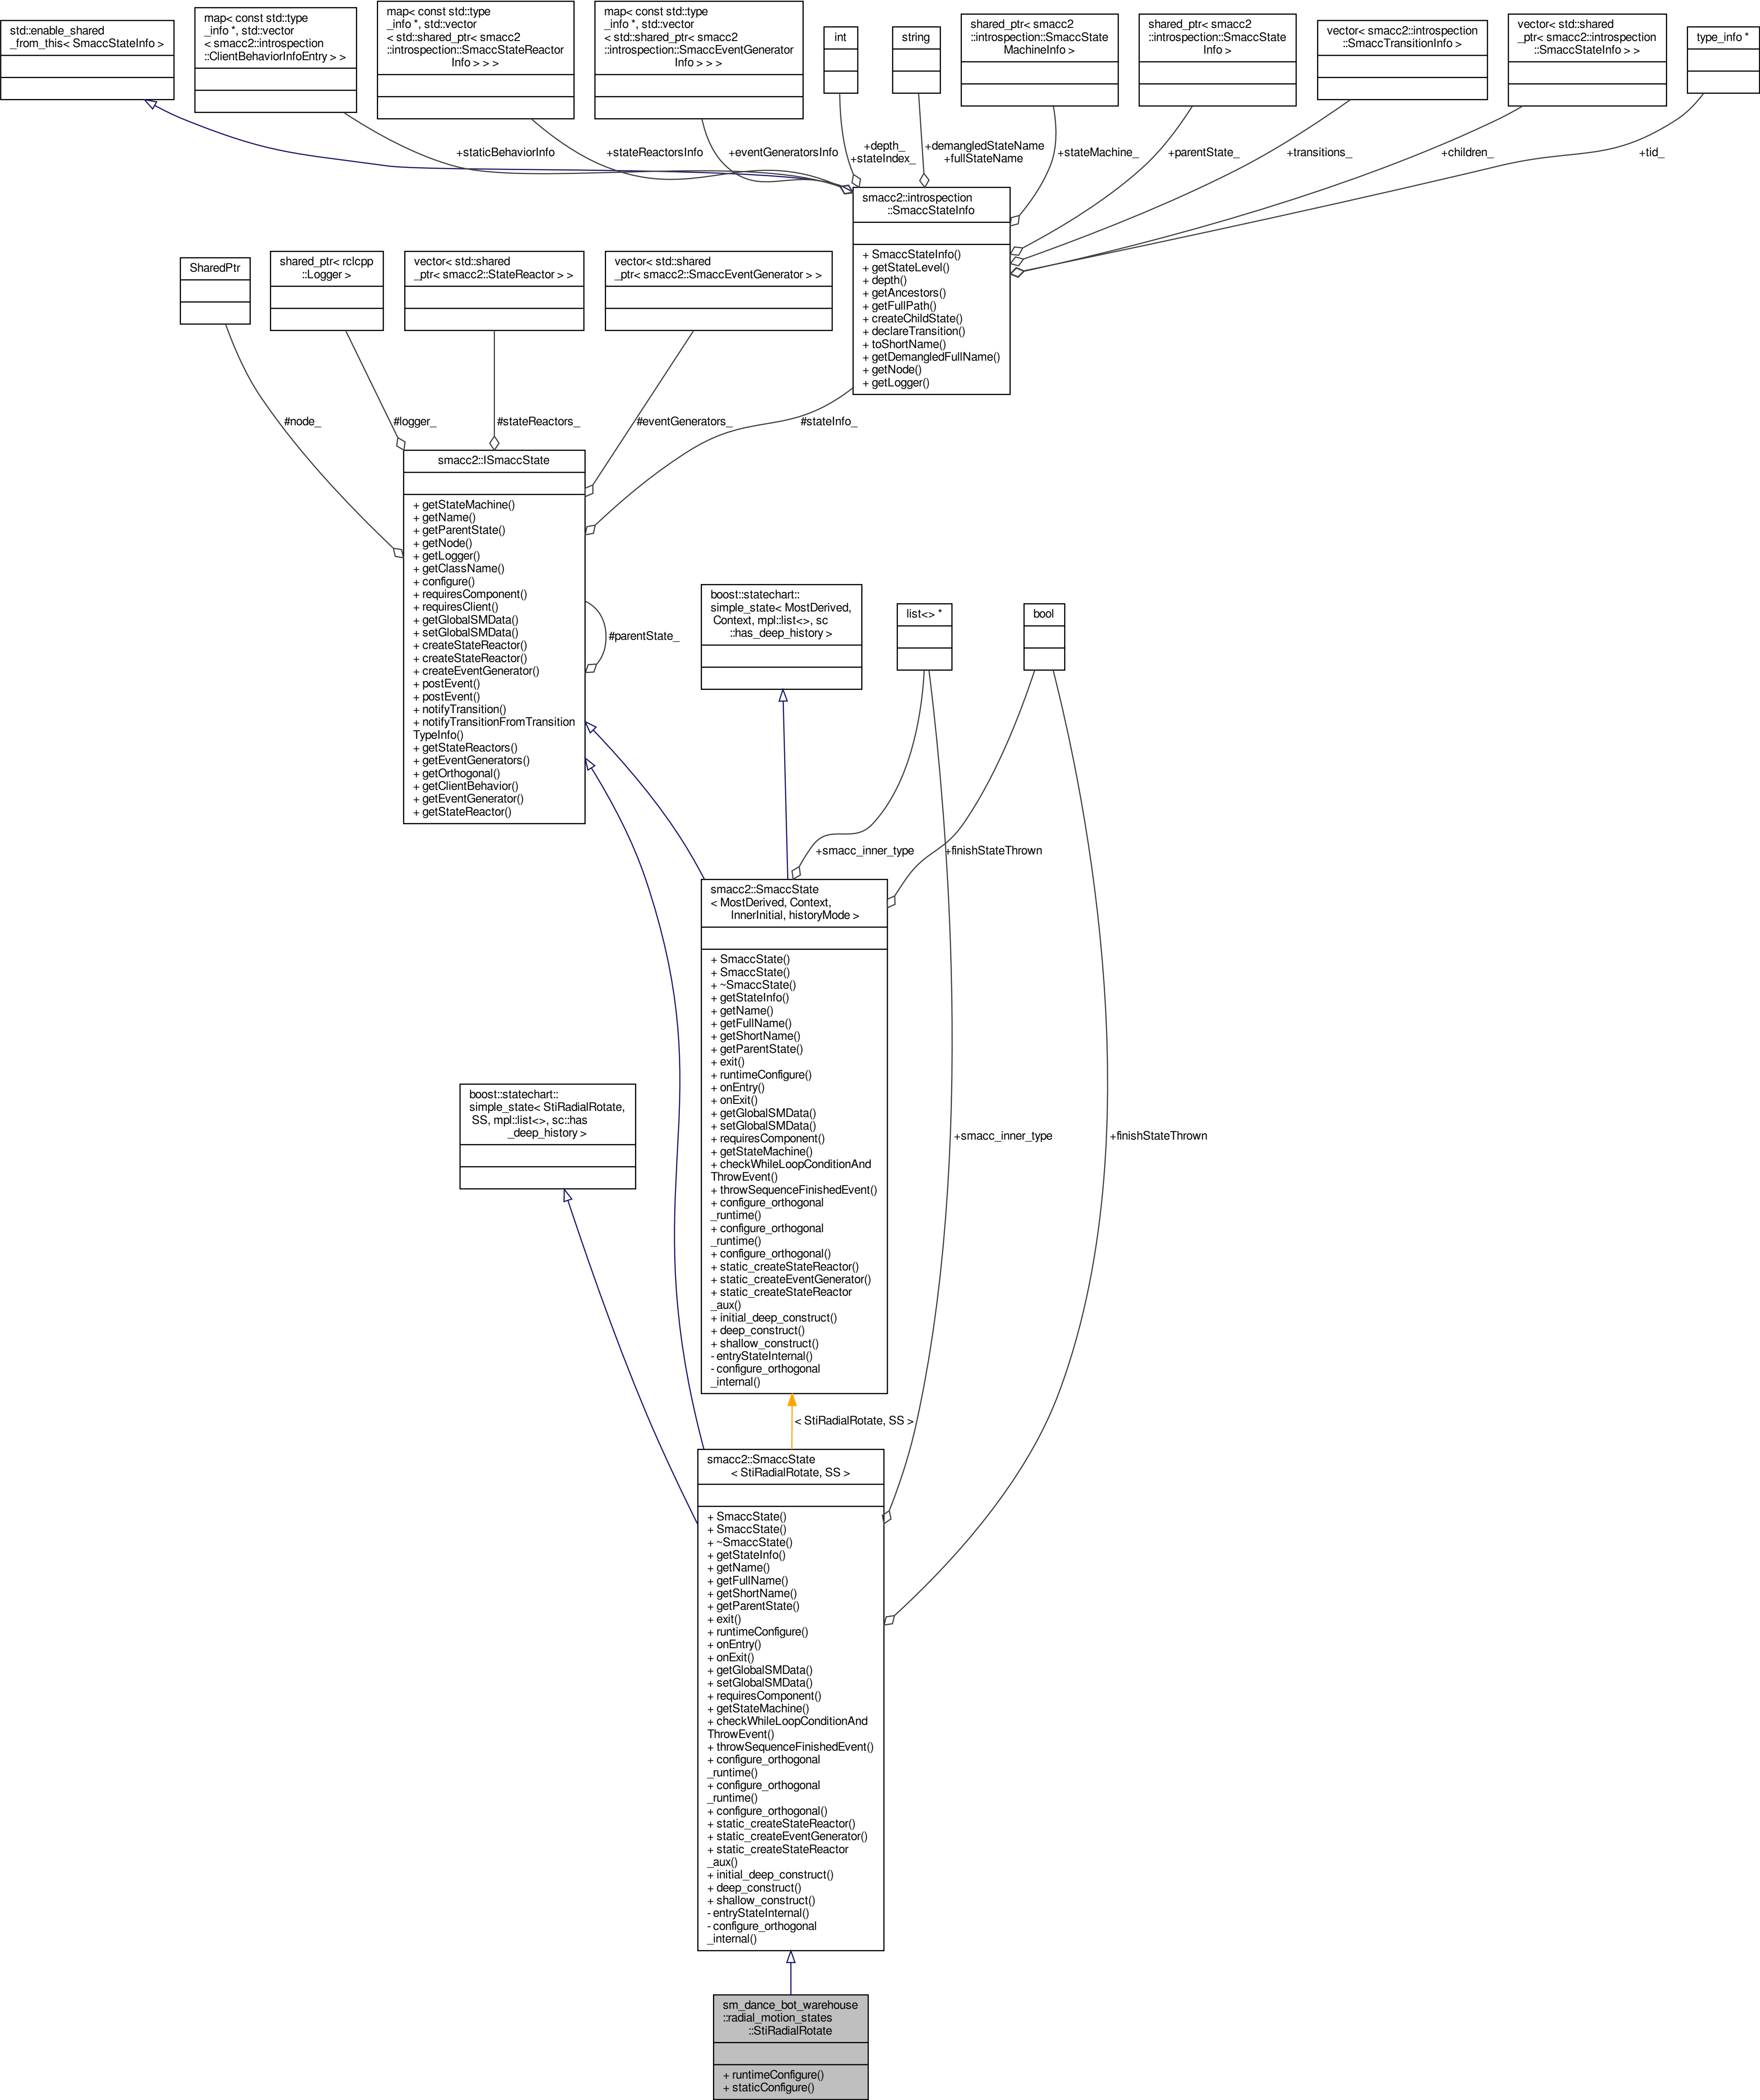 std::enable_shared
_from_this< SmaccStateInfo >
map< const std::type
_info *, std::vector
< smacc2::introspection
::ClientBehaviorInfoEntry > >
map< const std::type
_info *, std::vector
< std::shared_ptr< smacc2
::introspection::SmaccStateReactor
Info > > >
map< const std::type
_info *, std::vector
< std::shared_ptr< smacc2
::introspection::SmaccEventGenerator
Info > > >
int
string
shared_ptr< smacc2
::introspection::SmaccState
MachineInfo >
shared_ptr< smacc2
::introspection::SmaccState
Info >
vector< smacc2::introspection
::SmaccTransitionInfo >
vector< std::shared
_ptr< smacc2::introspection
::SmaccStateInfo > >
type_info *
+staticBehaviorInfo
+stateReactorsInfo
+eventGeneratorsInfo
+depth_
+stateIndex_
+demangledStateName
+fullStateName
+stateMachine_
+parentState_
+transitions_
+children_
+tid_
smacc2::introspection
::SmaccStateInfo
+ SmaccStateInfo()
+ getStateLevel()
+ depth()
+ getAncestors()
+ getFullPath()
+ createChildState()
+ declareTransition()
+ toShortName()
+ getDemangledFullName()
+ getNode()
+ getLogger()
SharedPtr
shared_ptr< rclcpp
::Logger >
vector< std::shared
_ptr< smacc2::StateReactor > >
vector< std::shared
_ptr< smacc2::SmaccEventGenerator > >
#node_
#logger_
#stateReactors_
#eventGenerators_
#stateInfo_
smacc2::ISmaccState
+ getStateMachine()
+ getName()
+ getParentState()
+ getNode()
+ getLogger()
+ getClassName()
+ configure()
+ requiresComponent()
+ requiresClient()
+ getGlobalSMData()
+ setGlobalSMData()
+ createStateReactor()
+ createStateReactor()
+ createEventGenerator()
+ postEvent()
+ postEvent()
+ notifyTransition()
+ notifyTransitionFromTransition
TypeInfo()
+ getStateReactors()
+ getEventGenerators()
+ getOrthogonal()
+ getClientBehavior()
+ getEventGenerator()
+ getStateReactor()
#parentState_
boost::statechart::
simple_state< MostDerived,
Context, mpl::list<>, sc
::has_deep_history >
list<> *
bool
+smacc_inner_type
+finishStateThrown
smacc2::SmaccState
< MostDerived, Context,
InnerInitial, historyMode >
+ SmaccState()
+ SmaccState()
+ ~SmaccState()
+ getStateInfo()
+ getName()
+ getFullName()
+ getShortName()
+ getParentState()
+ exit()
+ runtimeConfigure()
+ onEntry()
+ onExit()
+ getGlobalSMData()
+ setGlobalSMData()
+ requiresComponent()
+ getStateMachine()
+ checkWhileLoopConditionAnd
ThrowEvent()
+ throwSequenceFinishedEvent()
+ configure_orthogonal
_runtime()
+ configure_orthogonal
_runtime()
+ configure_orthogonal()
+ static_createStateReactor()
+ static_createEventGenerator()
+ static_createStateReactor
_aux()
+ initial_deep_construct()
+ deep_construct()
+ shallow_construct()
- entryStateInternal()
- configure_orthogonal
_internal()
boost::statechart::
simple_state< StiRadialRotate,
SS, mpl::list<>, sc::has
_deep_history >
+smacc_inner_type
+finishStateThrown
< StiRadialRotate, SS >
smacc2::SmaccState
< StiRadialRotate, SS >
+ SmaccState()
+ SmaccState()
+ ~SmaccState()
+ getStateInfo()
+ getName()
+ getFullName()
+ getShortName()
+ getParentState()
+ exit()
+ runtimeConfigure()
+ onEntry()
+ onExit()
+ getGlobalSMData()
+ setGlobalSMData()
+ requiresComponent()
+ getStateMachine()
+ checkWhileLoopConditionAnd
ThrowEvent()
+ throwSequenceFinishedEvent()
+ configure_orthogonal
_runtime()
+ configure_orthogonal
_runtime()
+ configure_orthogonal()
+ static_createStateReactor()
+ static_createEventGenerator()
+ static_createStateReactor
_aux()
+ initial_deep_construct()
+ deep_construct()
+ shallow_construct()
- entryStateInternal()
- configure_orthogonal
_internal()
sm_dance_bot_warehouse
::radial_motion_states
::StiRadialRotate
+ runtimeConfigure()
+ staticConfigure()